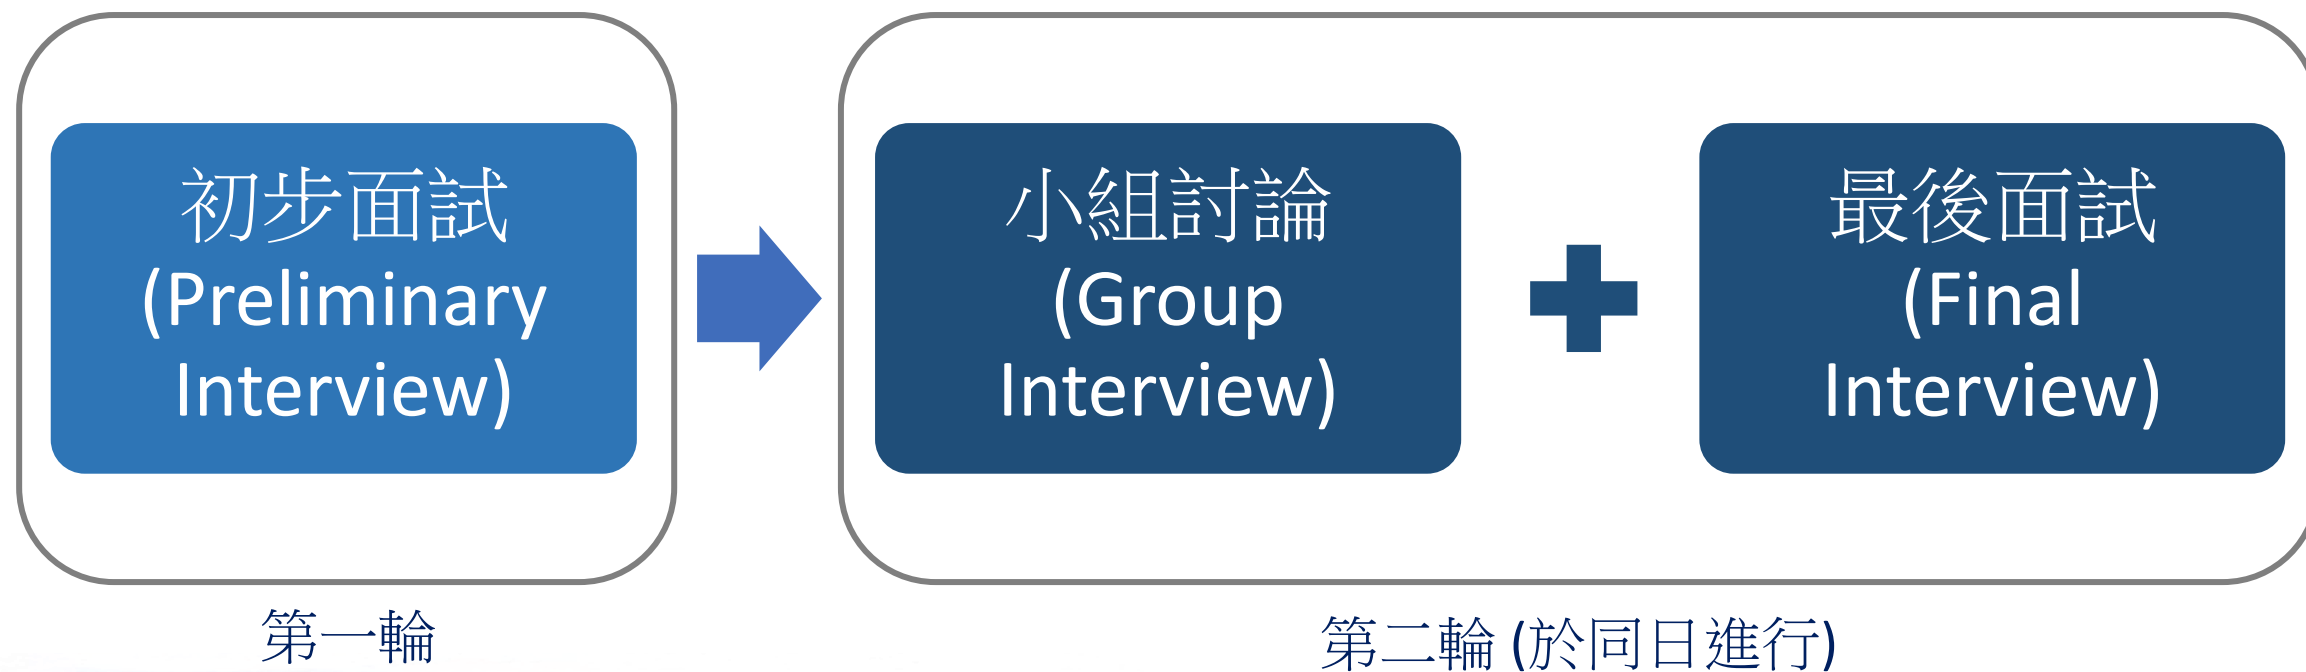 初步面試
(Preliminary
Interview)
小組討論
(Group
Interview)
最後面試
(Final
Interview)
第一輪
第二輪 (於同日進行)